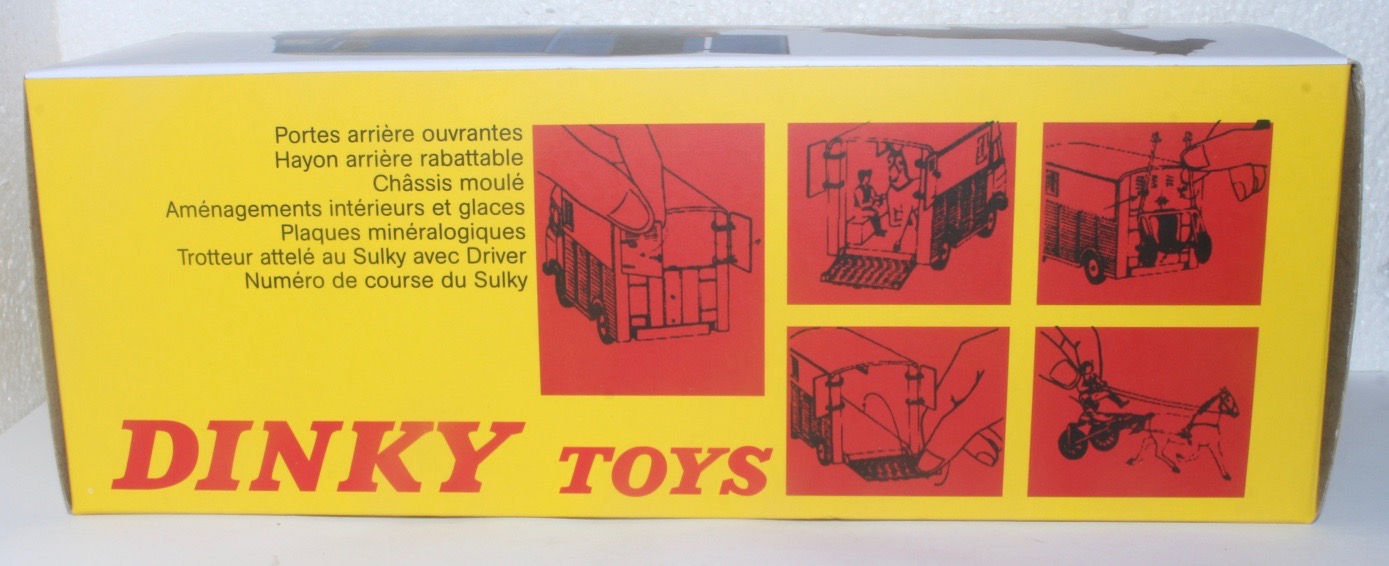 Portes arrière ouvrantes
Hayon arrière rabattable
Châssis moulé
Aménagements intérieurs et glaces
Plaques minéralogiques
Trotteur attelé au Sulky avec Driver
Numéro de course du Sulky
DINKY TOYS